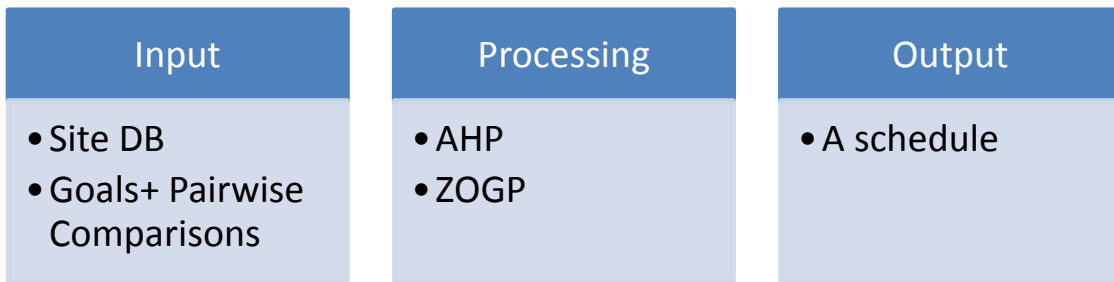 Input
• Site DB
• Goals+ Pairwise
Comparisons
Processing
• AHP
• ZOGP
Output
• A schedule